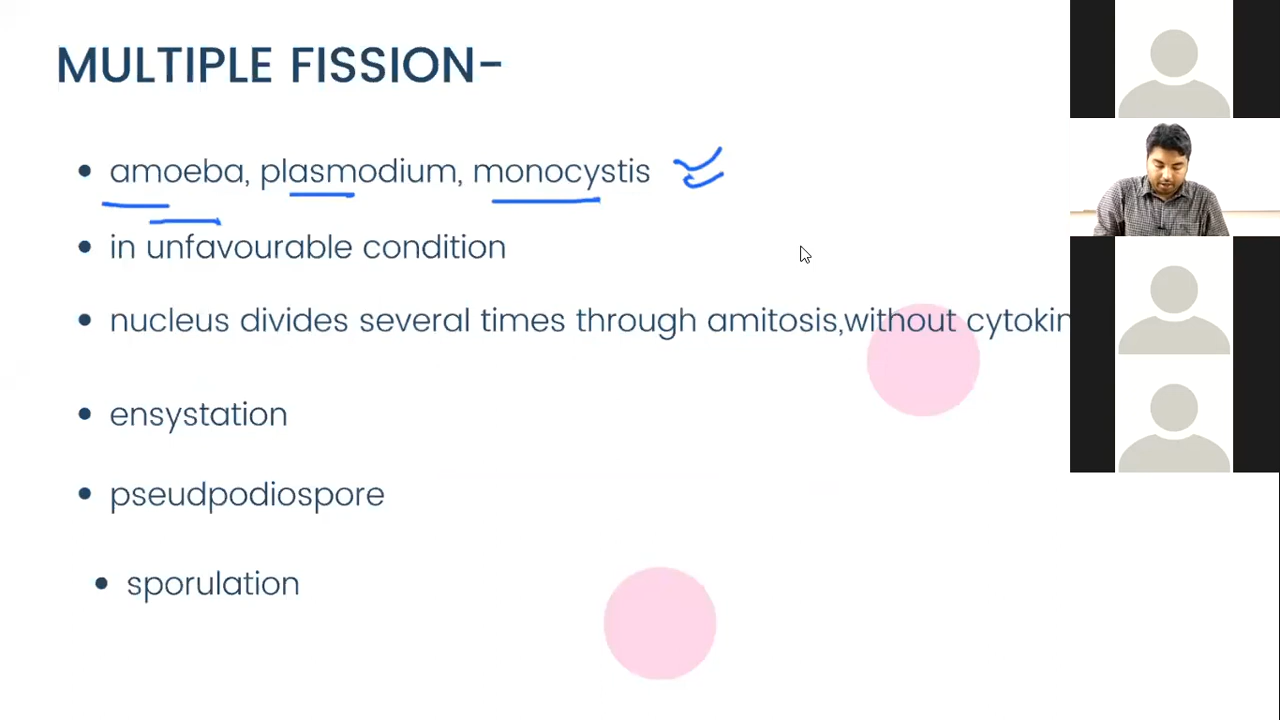 MULTIPLE FISSION-
amoeba, plasmodium, monocystis
in unfavourable condition
nucleus divides several times through amitosis,without cytokin
ensystation
pseudpodiospore
sporulation